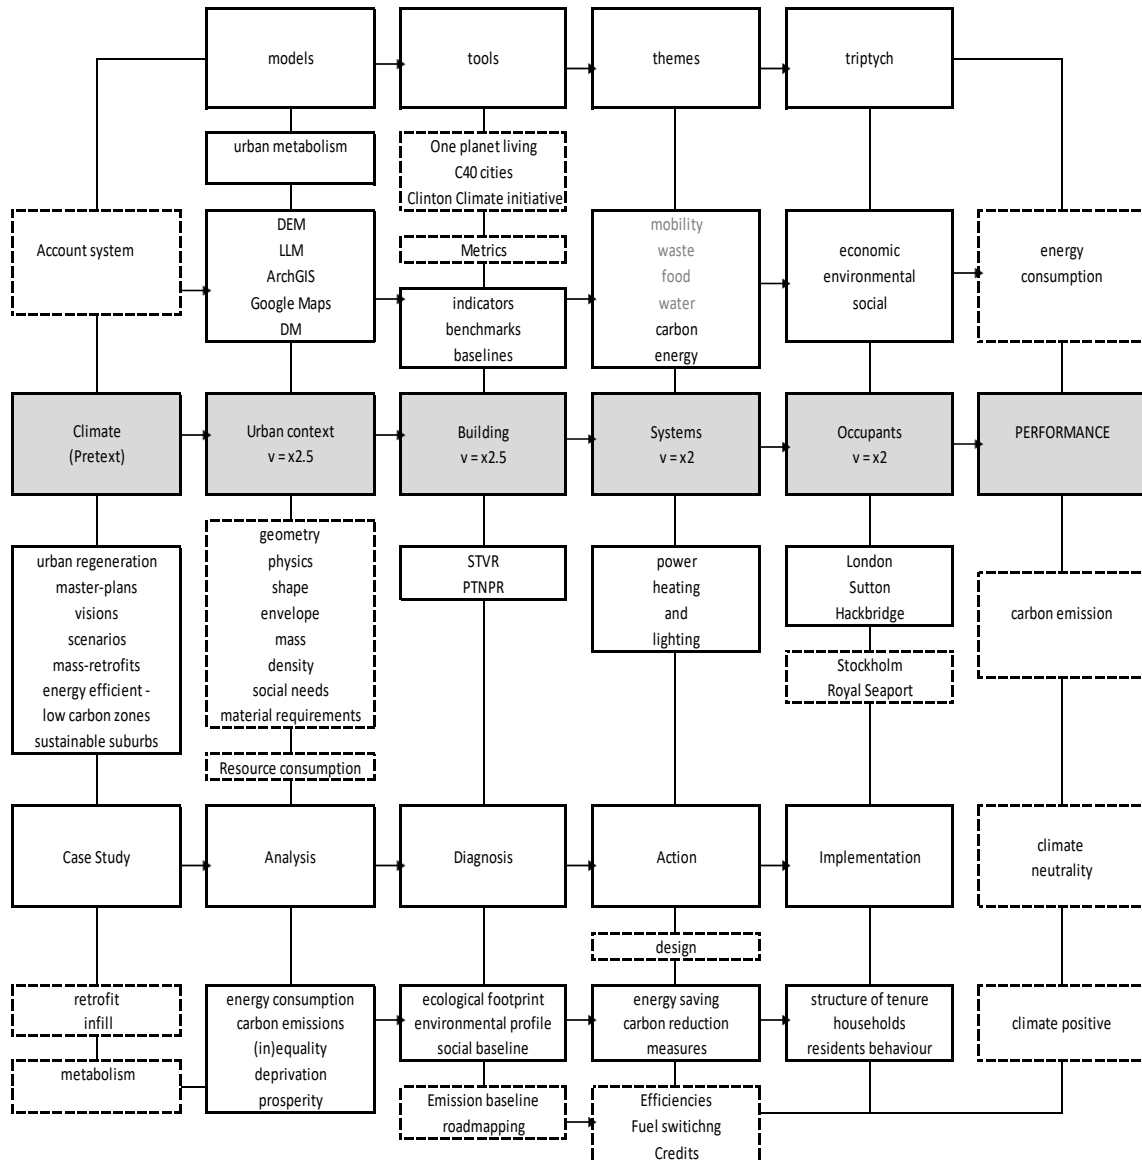 models
tools
themes
triptych
urban metabolism
One planet living
C40 cities
Clinton Climate initiative
Account system
DEM
LLM
ArchGIS
Google Maps
DM
Metrics
indicators
benchmarks
baselines
mobility
waste
food
water
carbon
energy
economic
environmental
social
energy
consumption
Climate
(Pretext)
Urban context
v = x2.5
Building
v = x2.5
Systems
v = x2
Occupants
v = x2
PERFORMANCE
urban regeneration
master-plans
visions
scenarios
mass-retrofits
energy efficient -
low carbon zones
sustainable suburbs
geometry
physics
shape
envelope
mass
density
social needs
material requirements
Resource consumption
STVR
PTNPR
power
heating
and
lighting
London
Sutton
Hackbridge
Stockholm
Royal Seaport
carbon emission
Case Study
Analysis
Diagnosis
Action
Implementation
climate
neutrality
retrofit
infill
metabolism
energy consumption
carbon emissions
(in)equality
deprivation
prosperity
ecological footprint
environmental profile
social baseline
Emission baseline
roadmapping
design
energy saving
carbon reduction
measures
Efficiencies
Fuel switichng
Credits
structure of tenure
households
residents behaviour
climate positive